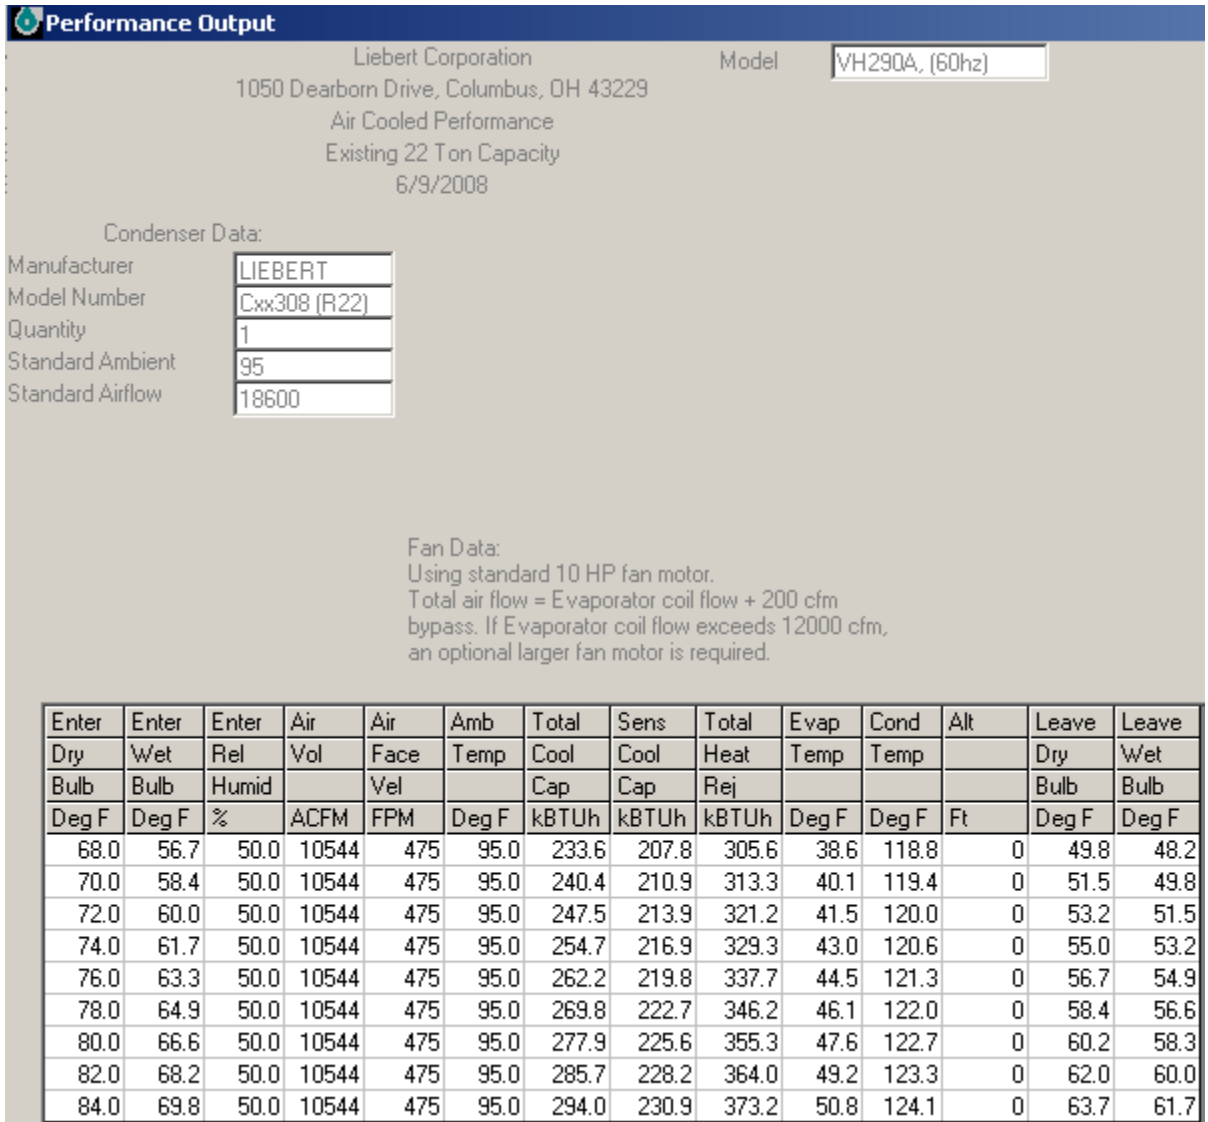 Performance Output
Liebert Corporation
Model VH290A, (60hz)
1050 Dearborn Drive, Columbus, OH 43229
Air Cooled Performance
Existing 22 Ton Capacity
6/9/2008
Condenser Data:
Manufacturer LIEBERT
Model Number Cxx308 (R22)
Quantity 1
Standard Ambient 95
Standard Airflow 18600
Fan Data:
Using standard 10 HP fan motor.
Total air flow = Evaporator coil flow + 200 cfm
bypass. If Evaporator coil flow exceeds 12000 cfm,
an optional larger fan motor is required.
Enter Enter Enter Air Air Amb Total Sens Total Evap Cond Alt Leave Leave
Dry Wet Rel Vol Face Temp Cool Cool Heat Temp Temp Dry Wet
Bulb Bulb Humid Vel Cap Cap Rej Bulb Bulb
Deg F Deg F % ACFM FPM Deg F kBTUh kBTUh kBTUh Deg F Deg F Ft Deg F Deg F
68.0 56.7 50.0 10544 475 95.0 233.6 207.8 305.6 38.6 118.8 0 49.8 48.2
70.0 58.4 50.0 10544 475 95.0 240.4 210.9 313.3 40.1 119.4 0 51.5 49.8
72.0 60.0 50.0 10544 475 95.0 247.5 213.9 321.2 41.5 120.0 0 53.2 51.5
74.0 61.7 50.0 10544 475 95.0 254.7 216.9 329.3 43.0 120.6 0 55.0 53.2
76.0 63.3 50.0 10544 475 95.0 262.2 219.8 337.7 44.5 121.3 0 56.7 54.9
78.0 64.9 50.0 10544 475 95.0 269.8 222.7 346.2 46.1 122.0 0 58.4 56.6
80.0 66.6 50.0 10544 475 95.0 277.9 225.6 355.3 47.6 122.7 0 60.2 58.3
82.0 68.2 50.0 10544 475 95.0 285.7 228.2 364.0 49.2 123.3 0 62.0 60.0
84.0 69.8 50.0 10544 475 95.0 294.0 230.9 373.2 50.8 124.1 0 63.7 61.7